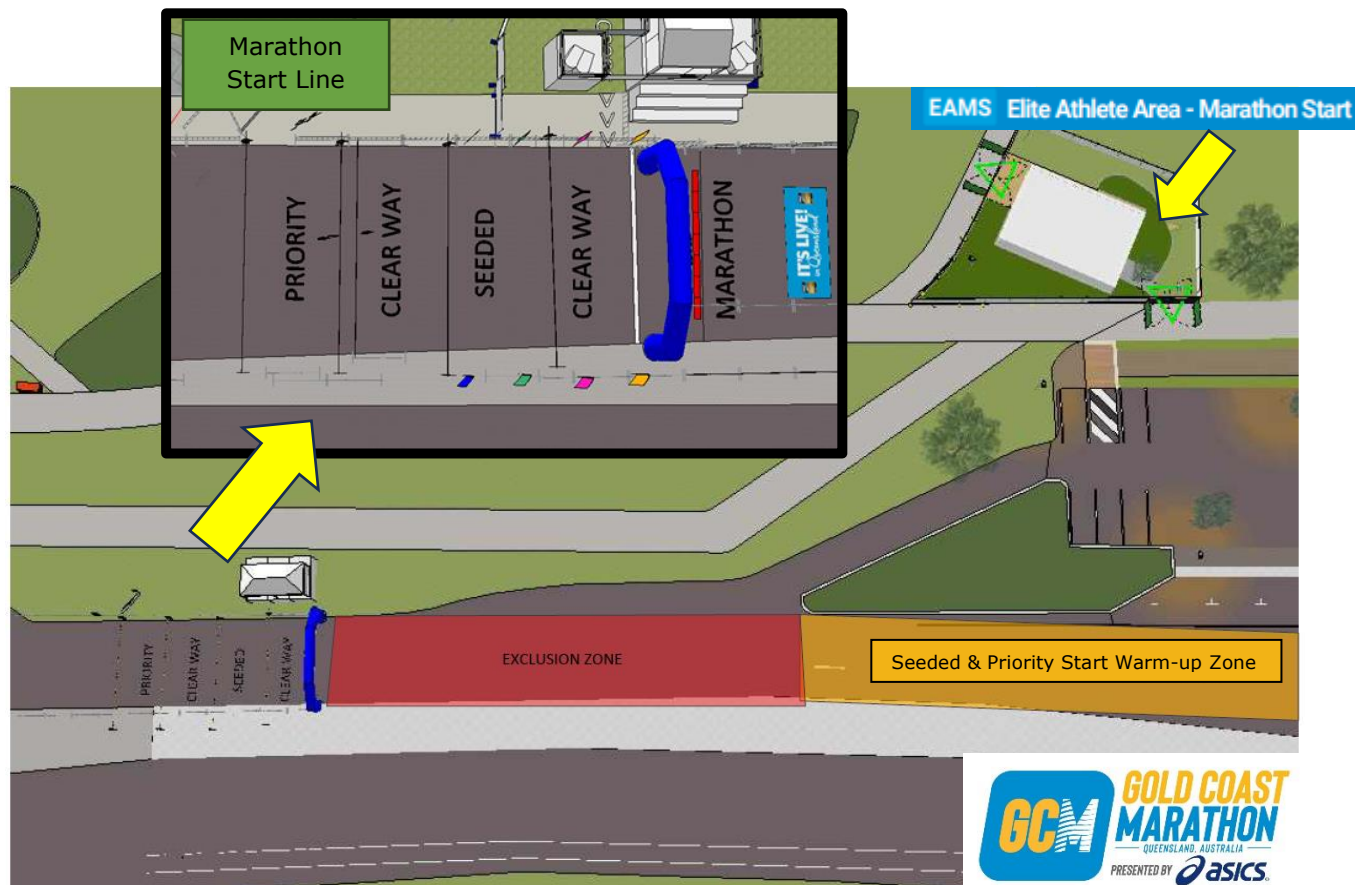 Marathon
Start Line
EAMS Elite Athlete Area - Marathon Start
PRIORITY
CLEAR WAY
SEEDED
CLEAR WAY
MARATHON
IT'S LIVE!
in Queensland
PRIORITY
CLEAR WAY
SEEDED
CLEAR WAY
EXCLUSION ZONE
Seeded & Priority Start Warm-up Zone
GCM
GOLD COAST
MARATHON
QUEENSLAND, AUSTRALIA
PRESENTED BY asics